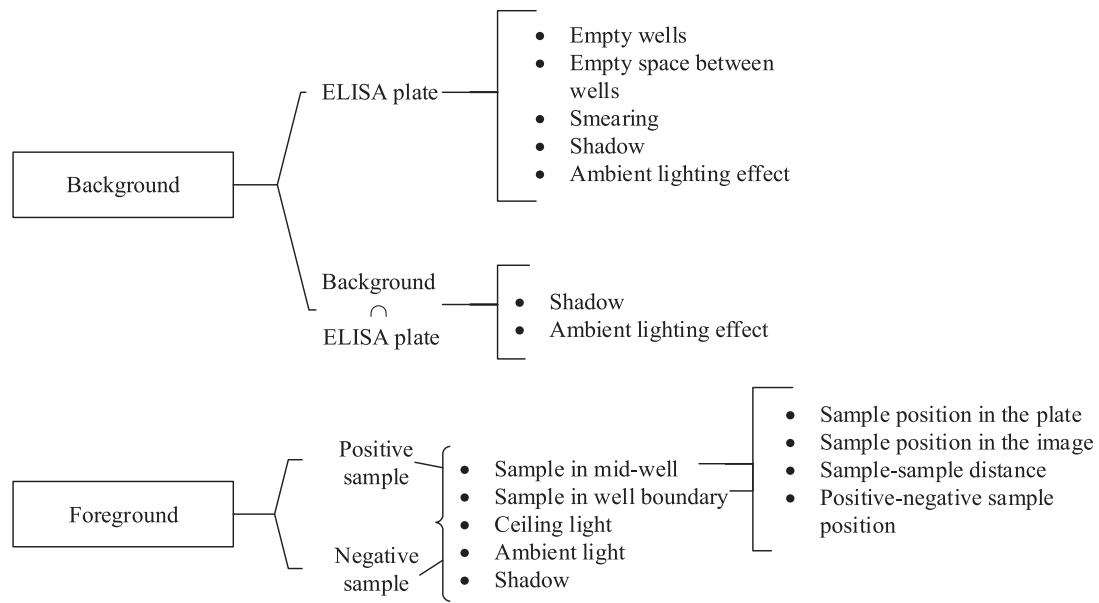 Background
ELISA plate
• Empty wells
• Empty space between
wells
• Smearing
• Shadow
• Ambient lighting effect
Background
∩
ELISA plate
• Shadow
• Ambient lighting effect
Foreground
Positive
sample
Negative
sample
• Sample in mid-well
• Sample in well boundary
• Ceiling light
• Ambient light
• Shadow
• Sample position in the plate
• Sample position in the image
• Sample-sample distance
• Positive-negative sample
position